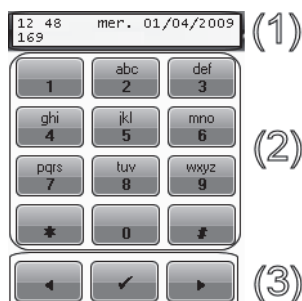 12 48 mer. 01/04/2009
169
(1)
1 abc 2 def 3
ghi 4 jkl 5 mno 6
(2)
pqrs 7 tuv 8 wxyz 9
* 0 #
◄ ✓ ►
(3)